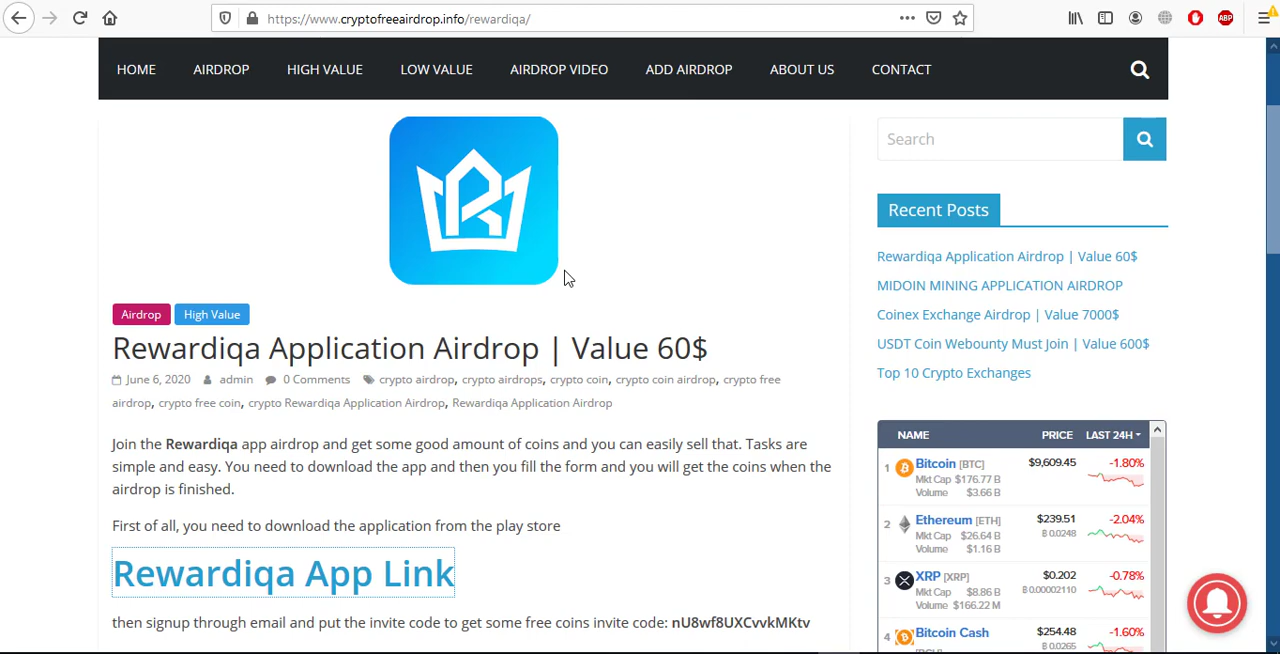 https://www.cryptofreeairdrop.info/rewardiqa/
ABP
HOME
AIRDROP
HIGH VALUE
LOW VALUE
AIRDROP VIDEO
ADD AIRDROP
ABOUT US
CONTACT
Airdrop
High Value
Rewardiqa Application Airdrop | Value 60$
June 6, 2020 admin 0 Comments crypto airdrop, crypto airdrops, crypto coin, crypto coin airdrop, crypto free
airdrop, crypto free coin, crypto Rewardiqa Application Airdrop, Rewardiqa Application Airdrop
Join the Rewardiqa app airdrop and get some good amount of coins and you can easily sell that. Tasks are
simple and easy. You need to download the app and then you fill the form and you will get the coins when the
airdrop is finished.
First of all, you need to download the application from the play store
Rewardiqa App Link
then signup through email and put the invite code to get some free coins invite code: nU8wf8UXCvvkMKtv
Search
Recent Posts
Rewardiqa Application Airdrop | Value 60$
MIDOIN MINING APPLICATION AIRDROP
Coinex Exchange Airdrop | Value 7000$
USDT Coin Webounty Must Join | Value 600$
Top 10 Crypto Exchanges
NAME PRICE LAST 24H
1 Bitcoin [BTC] $9,609.45 -1.80%
Mkt Cap $176.77 B
Volume $3.66 B
2 Ethereum [ETH] $239.51 -2.04%
Mkt Cap $26.64 B ฿ 0.0248
Volume $1.16 B
3 XRP [XRP] $0.202 -0.78%
Mkt Cap $8.86 B ฿ 0.00002110
Volume $166.22 M
4 Bitcoin Cash $254.48 -1.60%
฿ 0.0265